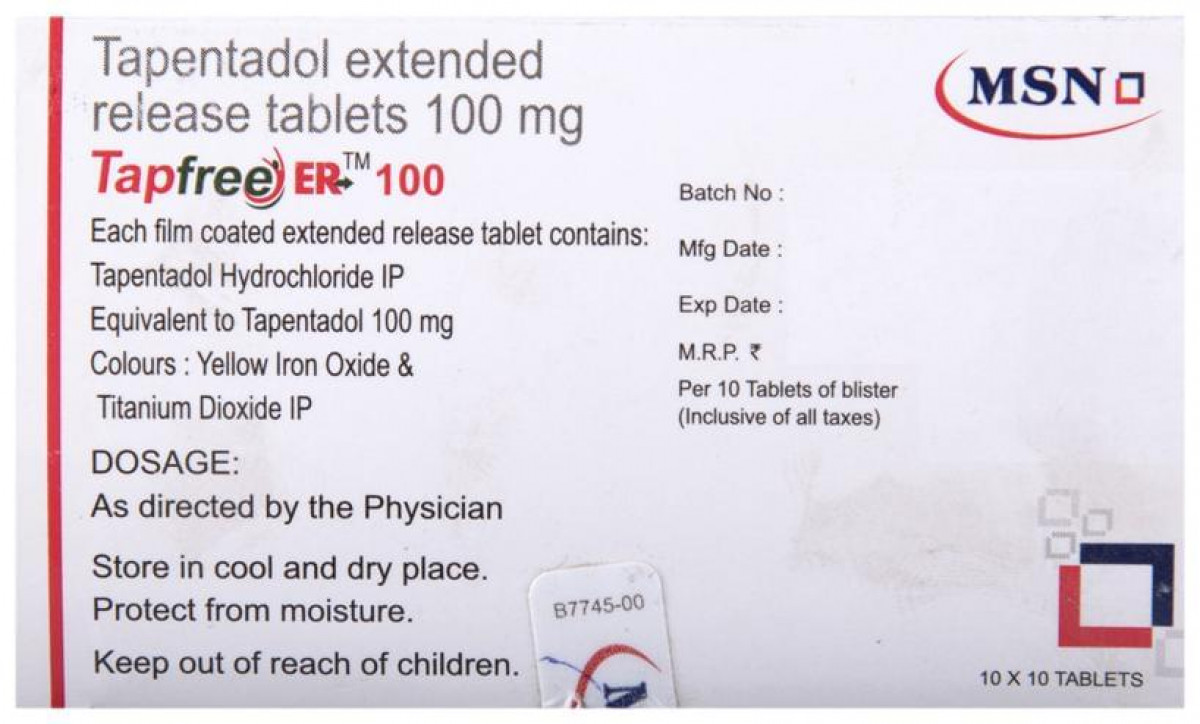 Tapentadol extended
release tablets 100 mg
Tapfree ER™ 100
Each film coated extended release tablet contains:
Tapentadol Hydrochloride IP
Equivalent to Tapentadol 100 mg
Colours : Yellow Iron Oxide &
Titanium Dioxide IP
DOSAGE:
As directed by the Physician
Store in cool and dry place.
Protect from moisture.
Keep out of reach of children.
MSN
Batch No :
Mfg Date :
Exp Date :
M.R.P. ₹
Per 10 Tablets of blister
(Inclusive of all taxes)
B7745-00
10 X 10 TABLETS